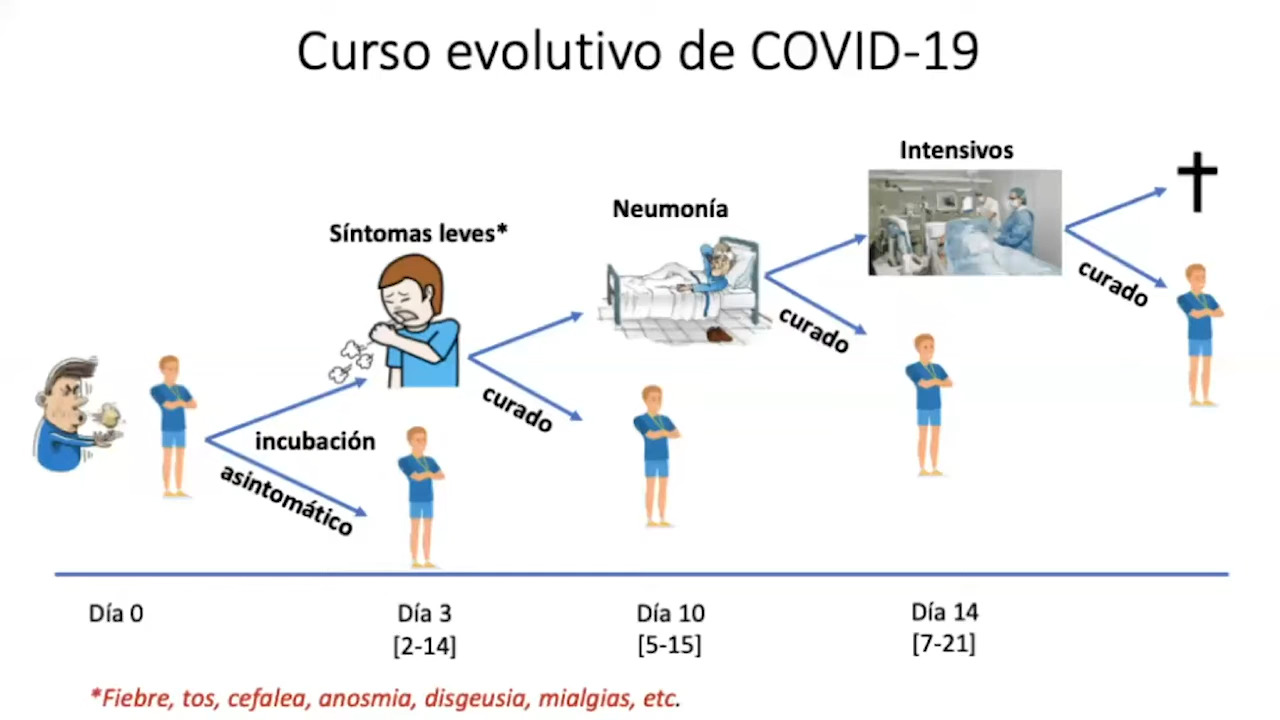 Curso evolutivo de COVID-19
Intensivos
Neumonía
Síntomas leves*
curado
curado
curado
incubación
asintomático
Día 0
Día 3
[2-14]
Día 10
[5-15]
Día 14
[7-21]
*Fiebre, tos, cefalea, anosmia, disgeusia, mialgias, etc.